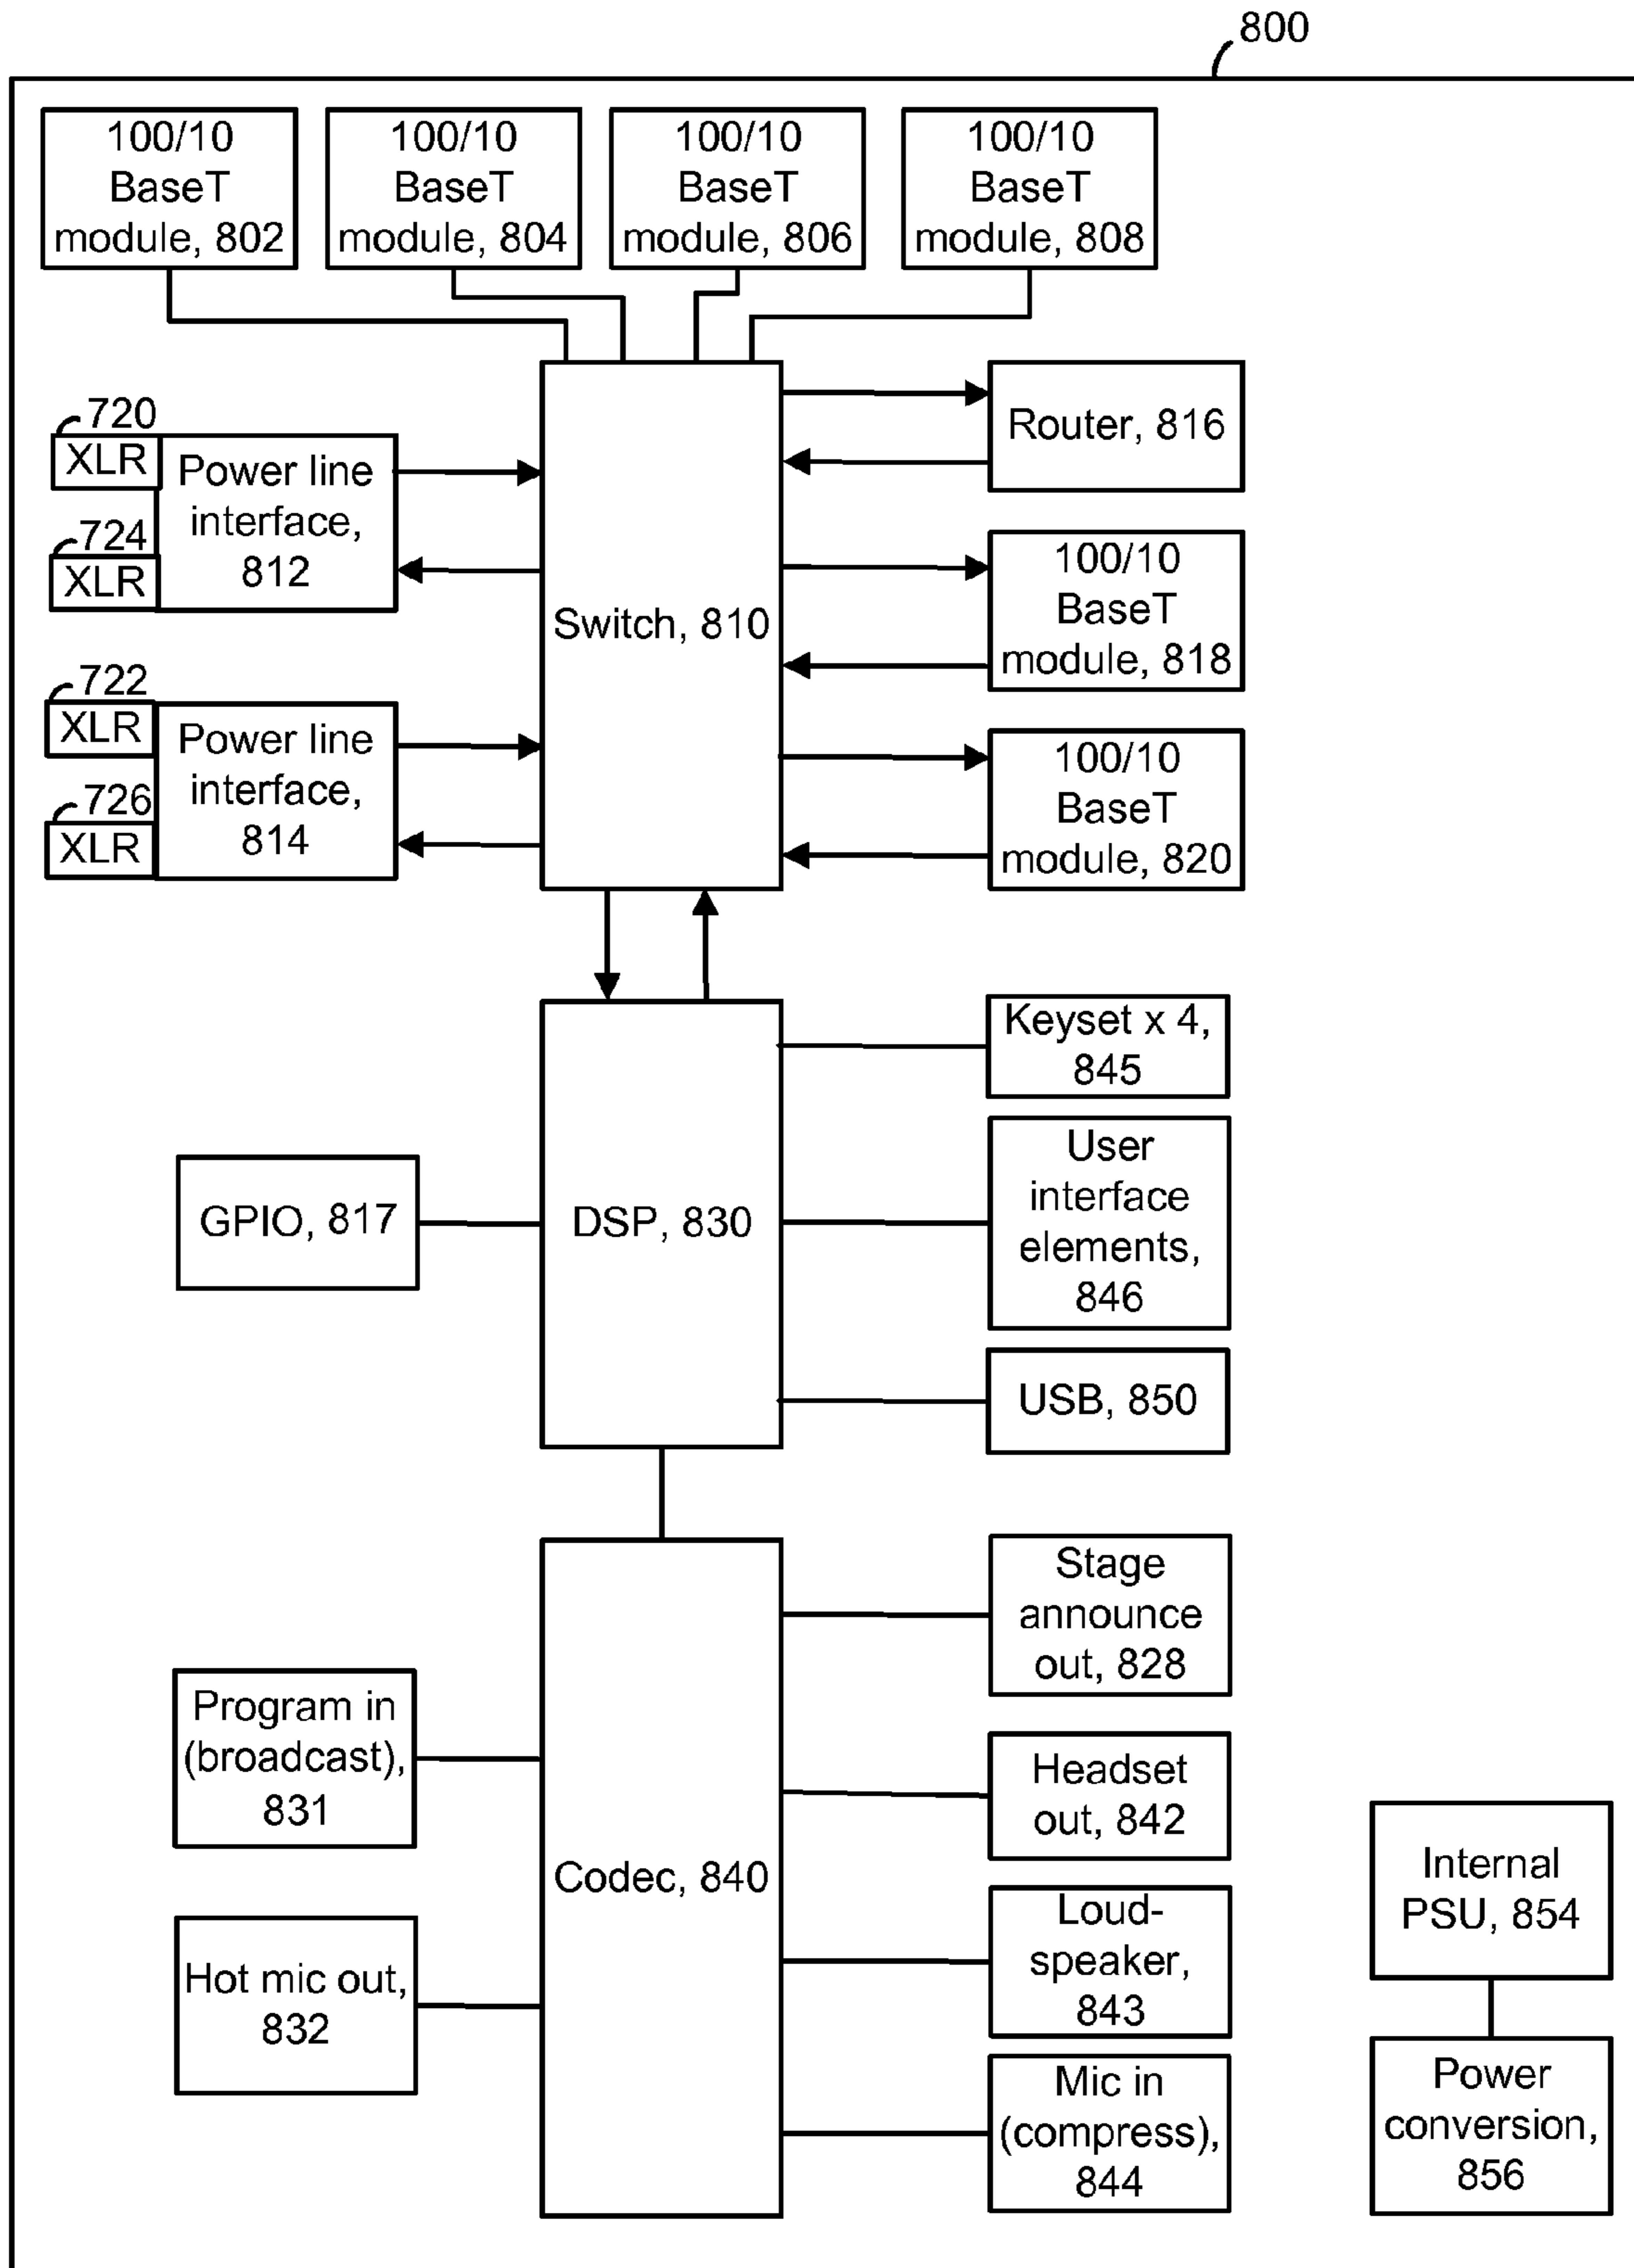 800
100/10
BaseT
module, 802
100/10
BaseT
module, 804
100/10
BaseT
module, 806
100/10
BaseT
module, 808
720
XLR
Power line
interface,
812
724
XLR
Switch, 810
Router, 816
100/10
BaseT
module, 818
722
XLR
Power line
interface,
814
726
XLR
100/10
BaseT
module, 820
Keyset x 4,
845
GPIO, 817
DSP, 830
User
interface
elements,
846
USB, 850
Stage
announce
out, 828
Program in
(broadcast),
831
Codec, 840
Headset
out, 842
Hot mic out,
832
Loud-
speaker,
843
Mic in
(compress),
844
Internal
PSU, 854
Power
conversion,
856